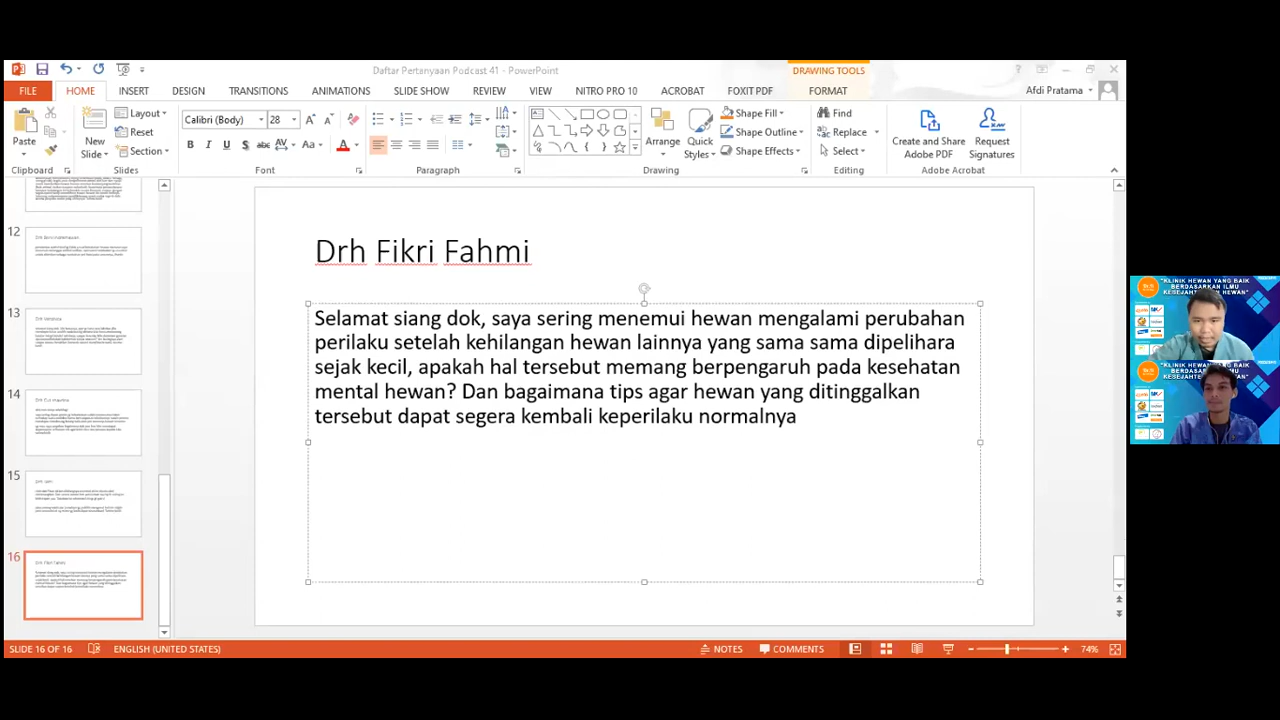 Daftar Pertanyaan Podcast 41 - PowerPoint
DRAWING TOOLS
FILE HOME INSERT DESIGN TRANSITIONS ANIMATIONS SLIDE SHOW REVIEW VIEW NITRO PRO 10 ACROBAT FOXIT PDF FORMAT
Afdi Pratama
Paste
New Slide
Layout
Reset
Section
Calibri (Body) 28
Arrange
Quick Styles
Shape Fill
Shape Outline
Shape Effects
Find
Replace
Select
Create and Share Adobe PDF
Request Signatures
Clipboard Slides Font Paragraph Drawing Editing Adobe Acrobat
12
13
14
15
16
Drh Fikri Fahmi
Selamat siang dok, saya sering menemui hewan mengalami perubahan
perilaku setelah kehilangan hewan lainnya yang sama sama dipelihara
sejak kecil, apakah hal tersebut memang berpengaruh pada kesehatan
mental hewan? Dan bagaimana tips agar hewan yang ditinggalkan
tersebut dapat segera kembali keperilaku normalnya
"KLINIK HEWAN YANG BAIK
BERDASARKAN ILMU
SLIDE 16 OF 16 ENGLISH (UNITED STATES) NOTES COMMENTS 74%